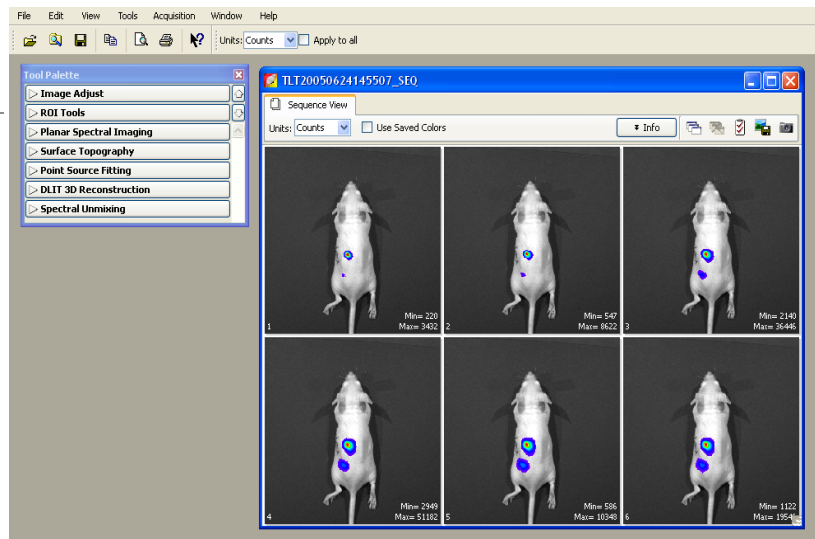 File Edit View Tools Acquisition Window Help
Units: Counts Apply to all
Tool Palette
Image Adjust
ROI Tools
Planar Spectral Imaging
Surface Topography
Point Source Fitting
DLIT 3D Reconstruction
Spectral Unmixing
TLT20050624145507_SEQ
Sequence View
Units: Counts Use Saved Colors Info
Min= 220
1 Max= 3432
Min= 547
2 Max= 8622
Min= 2140
3 Max= 36446
Min= 2949
4 Max= 51182
Min= 586
5 Max= 10348
Min= 1122
6 Max=